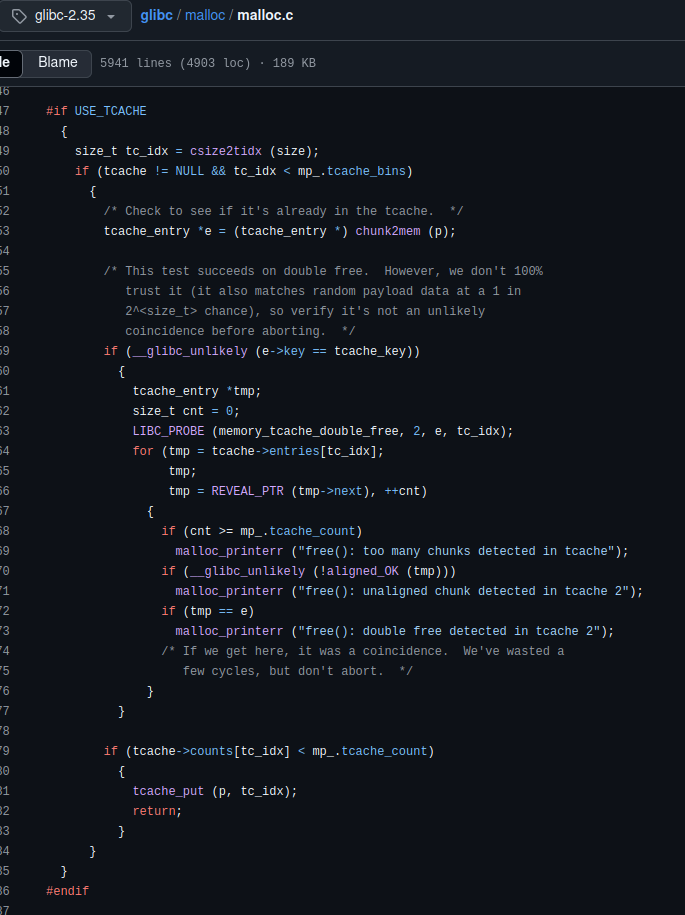 glibc-2.35 glibc / malloc / malloc.c
le Blame 5941 lines (4903 loc) · 189 KB
46
47 #if USE_TCACHE
48 {
49 size_t tc_idx = csize2tidx (size);
50 if (tcache != NULL && tc_idx < mp_.tcache_bins)
51 {
52 /* Check to see if it's already in the tcache. */
53 tcache_entry *e = (tcache_entry *) chunk2mem (p);
54
55 /* This test succeeds on double free. However, we don't 100%
56 trust it (it also matches random payload data at a 1 in
57 2^<size_t> chance), so verify it's not an unlikely
58 coincidence before aborting. */
59 if (__glibc_unlikely (e->key == tcache_key))
60 {
61 tcache_entry *tmp;
62 size_t cnt = 0;
63 LIBC_PROBE (memory_tcache_double_free, 2, e, tc_idx);
64 for (tmp = tcache->entries[tc_idx];
65 tmp;
66 tmp = REVEAL_PTR (tmp->next), ++cnt)
67 {
68 if (cnt >= mp_.tcache_count)
69 malloc_printerr ("free(): too many chunks detected in tcache");
70 if (__glibc_unlikely (!aligned_OK (tmp)))
71 malloc_printerr ("free(): unaligned chunk detected in tcache 2");
72 if (tmp == e)
73 malloc_printerr ("free(): double free detected in tcache 2");
74 /* If we get here, it was a coincidence. We've wasted a
75 few cycles, but don't abort. */
76 }
77 }
78
79 if (tcache->counts[tc_idx] < mp_.tcache_count)
80 {
81 tcache_put (p, tc_idx);
82 return;
83 }
84 }
85 }
86 #endif
87